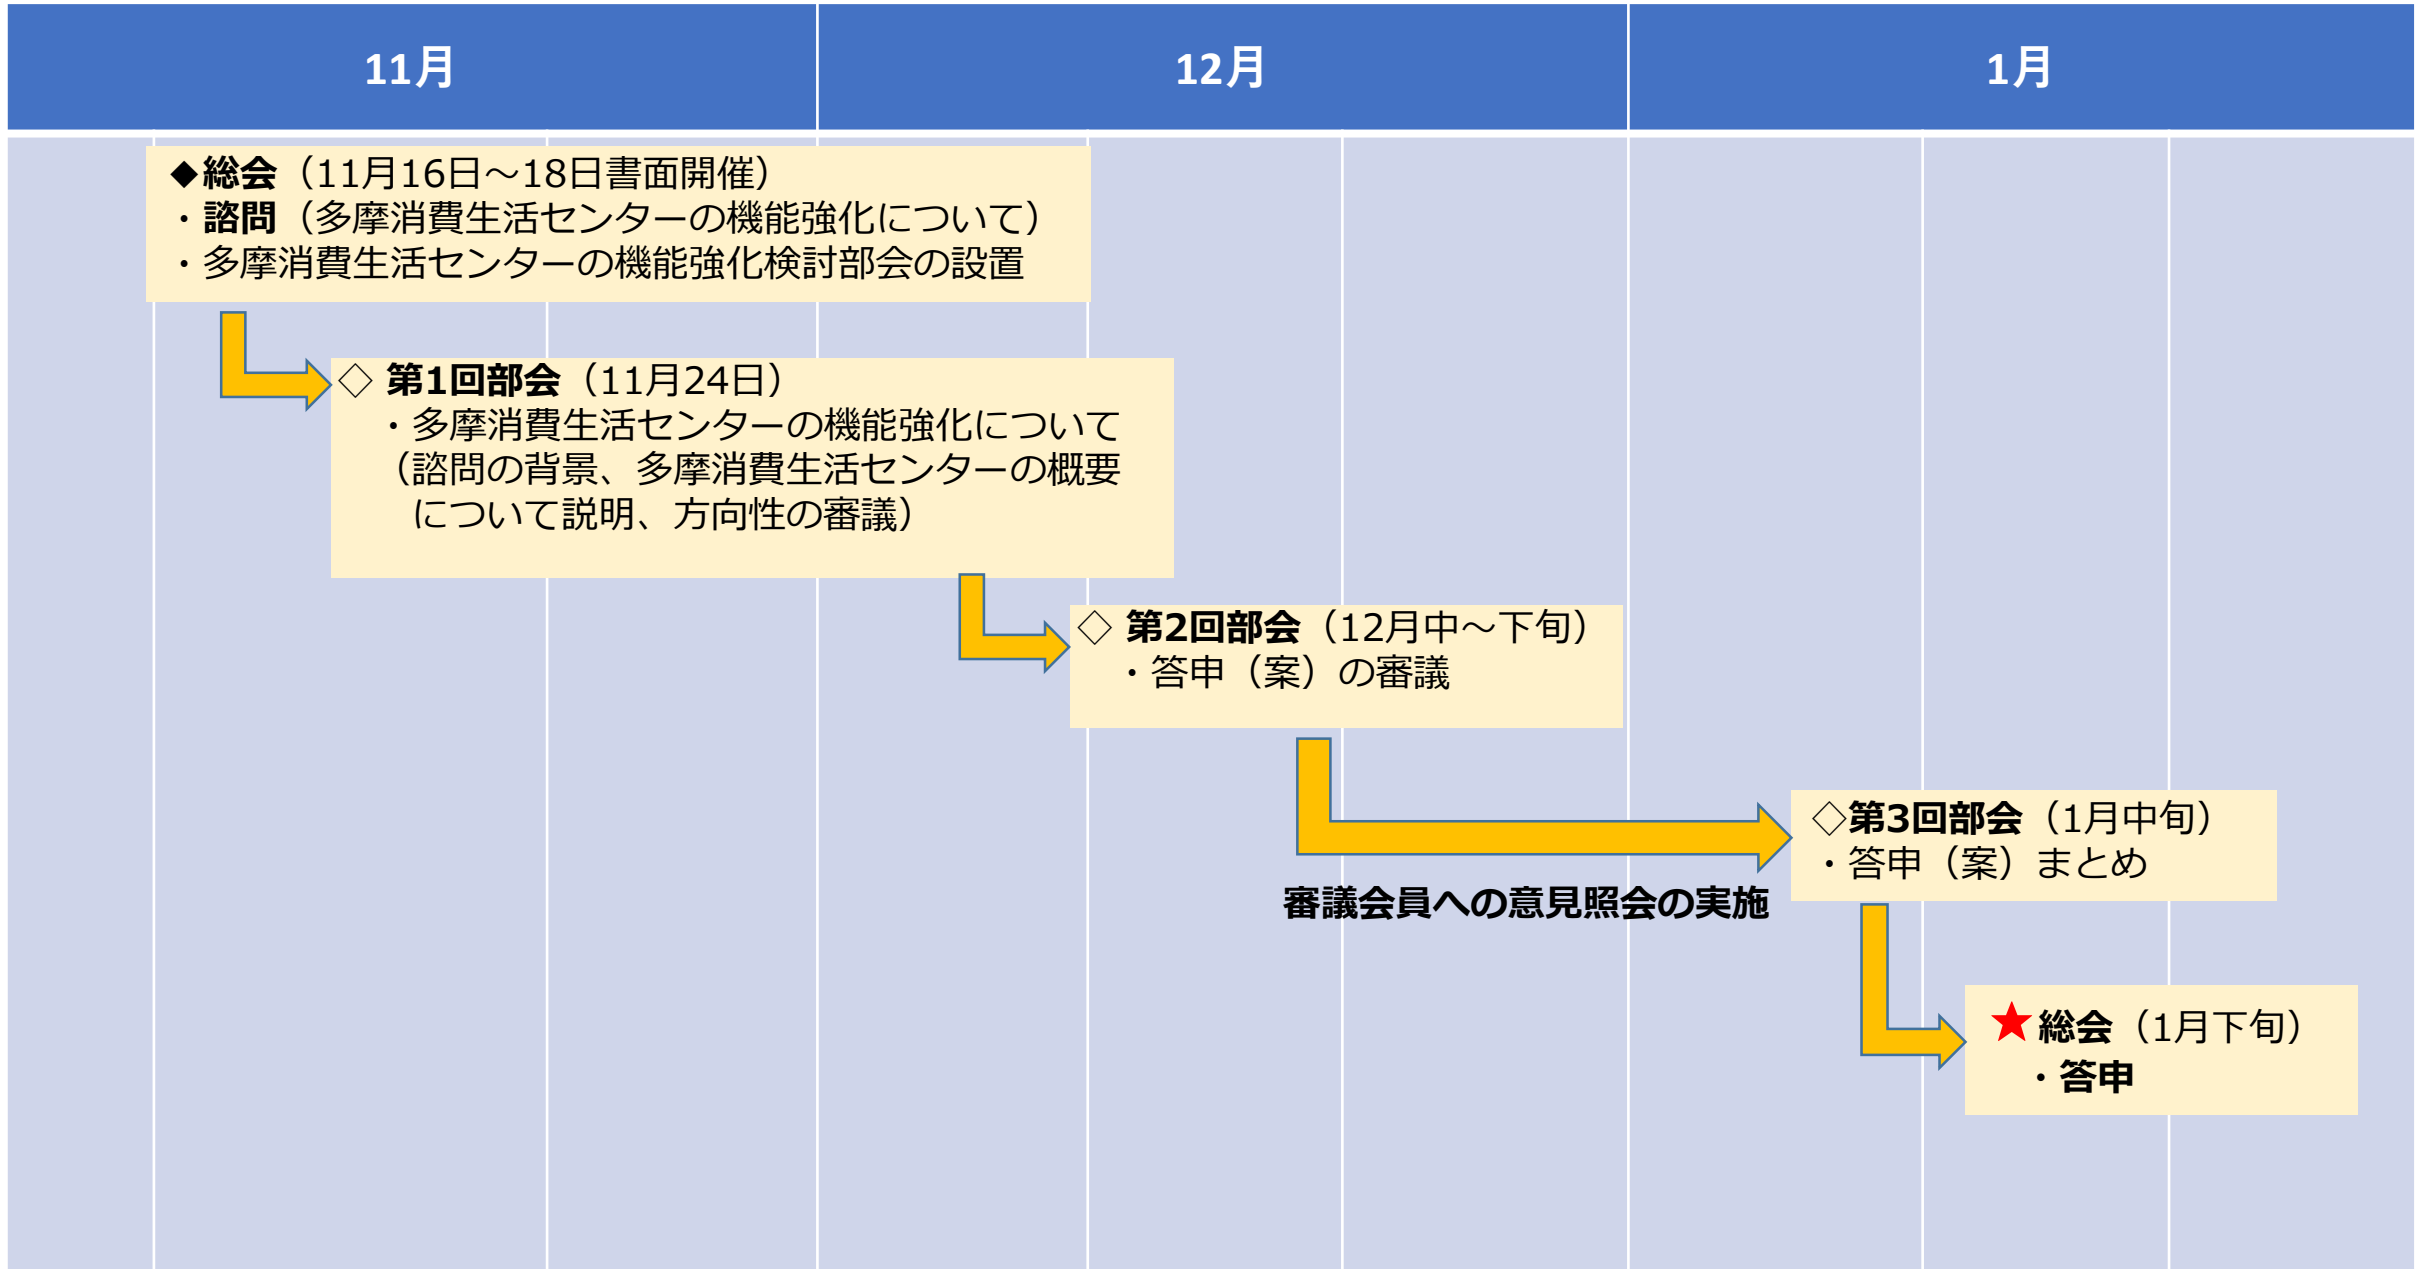 11月
12月
1月
◆総会（11月16日～18日書面開催）
・諮問（多摩消費生活センターの機能強化について）
・多摩消費生活センターの機能強化検討部会の設置
◇ 第1回部会（11月24日）
・多摩消費生活センターの機能強化について
（諮問の背景、多摩消費生活センターの概要
について説明、方向性の審議）
◇ 第2回部会（12月中～下旬）
・答申（案）の審議
◇第3回部会（1月中旬）
・答申（案）まとめ
審議会員への意見照会の実施
★総会（1月下旬）
・答申